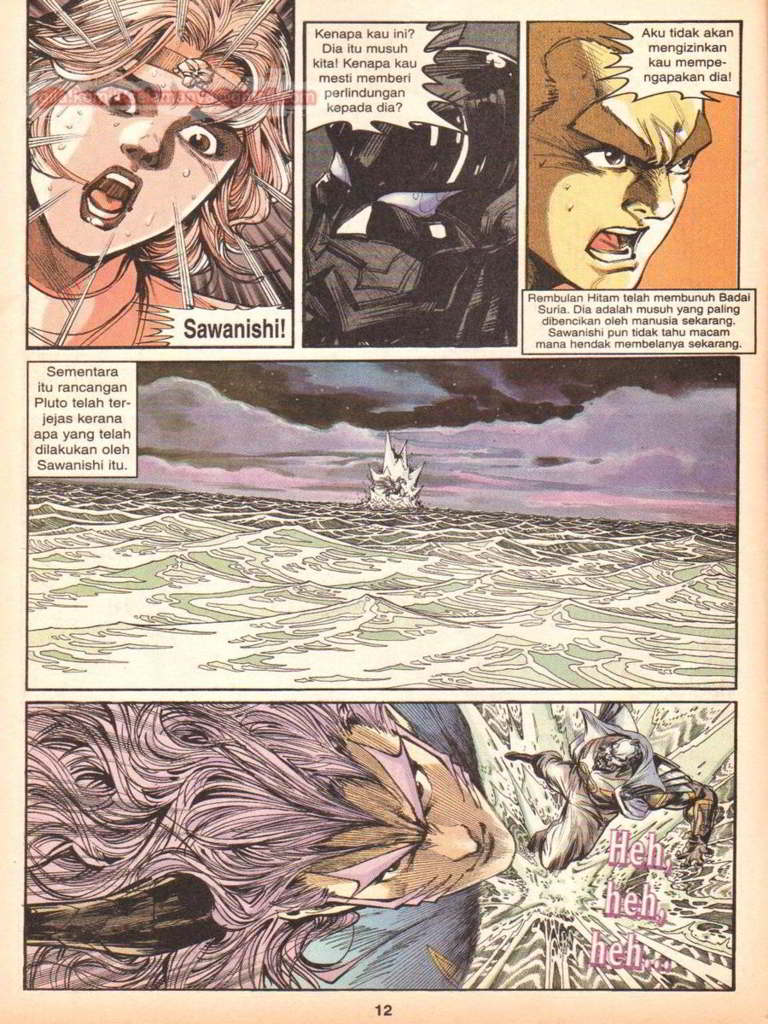 Sawanishi!
Kenapa kau ini?
Dia itu musuh
kita! Kenapa kau
mesti memberi
perlindungan
kepada dia?
Aku tidak akan
mengizinkan
kau mempe-
ngapakan dia!
Rembulan Hitam telah membunuh Badai
Suria. Dia adalah musuh yang paling
dibencikan oleh manusia sekarang.
Sawanishi pun tidak tahu macam
mana hendak membelanya sekarang.
Sementara
itu rancangan
Pluto telah ter-
jejas kerana
apa yang telah
dilakukan oleh
Sawanishi itu.
Heh,
heh,
heh...
12